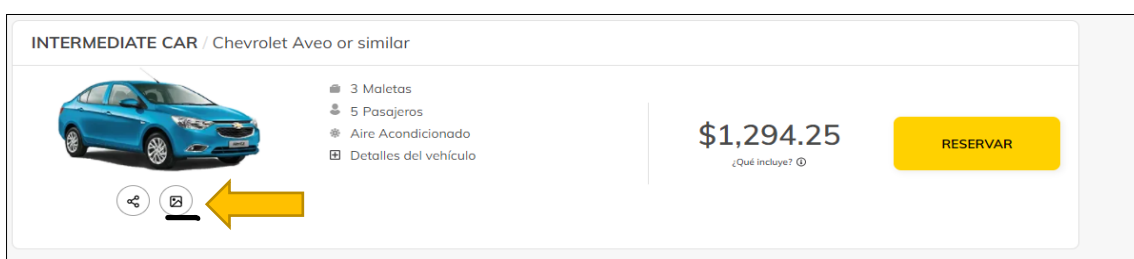 INTERMEDIATE CAR / Chevrolet Aveo or similar
3 Maletas
5 Pasajeros
Aire Acondicionado
Detalles del vehículo
$1,294.25
¿Qué incluye?
RESERVAR